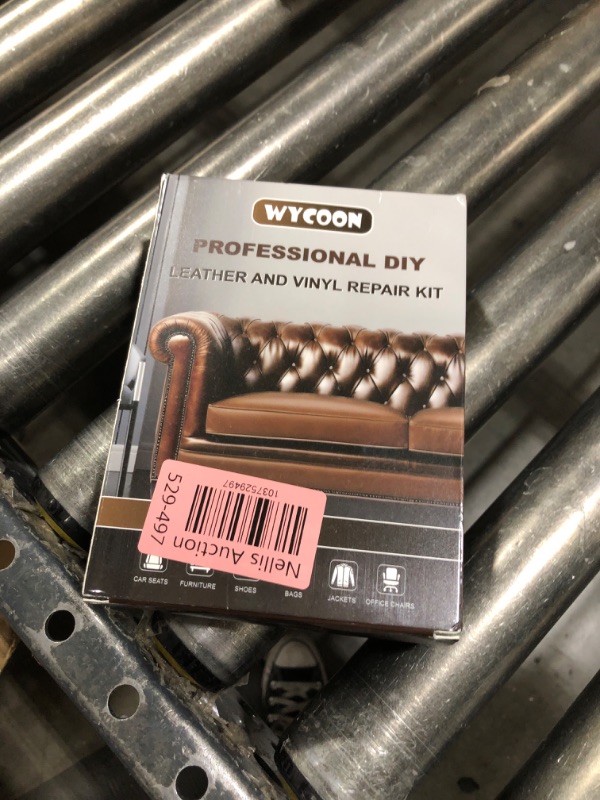 WYCOON
PROFESSIONAL DIY
LEATHER AND VINYL REPAIR KIT
Nellis Auction
1037529497
529-497
CAR SEATS FURNITURE SHOES BAGS JACKETS OFFICE CHAIRS